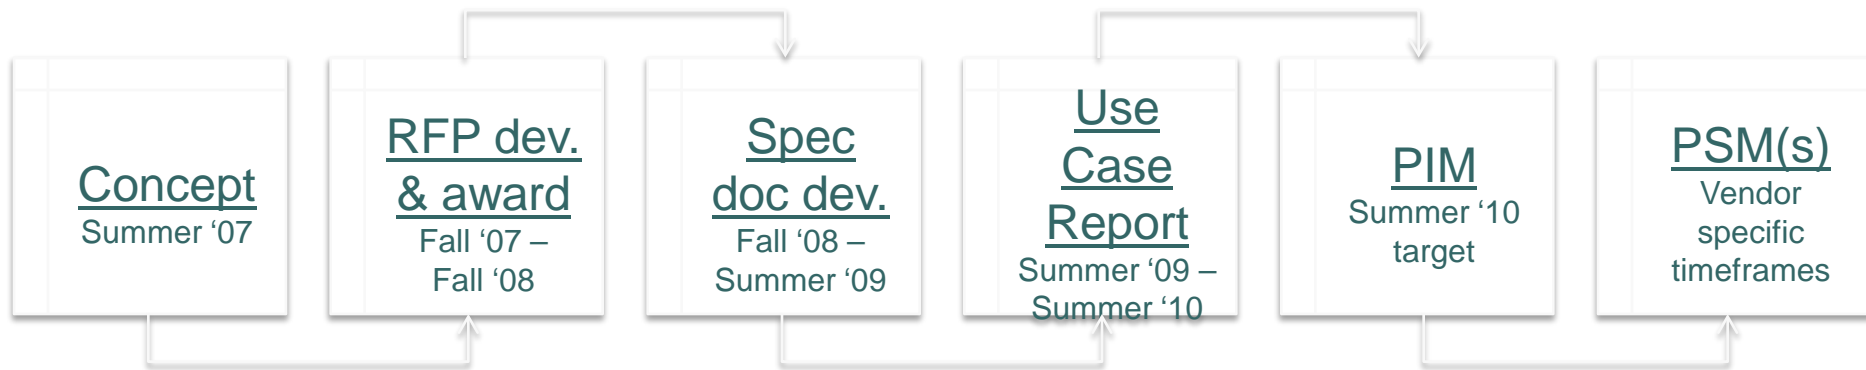 Concept
Summer ‘07
RFP dev.
& award
Fall ‘07 –
Fall ‘08
Spec
doc dev.
Fall ‘08 –
Summer ‘09
Use
Case
Report
Summer ‘09 –
Summer ‘10
PIM
Summer ‘10
target
PSM(s)
Vendor
specific
timeframes